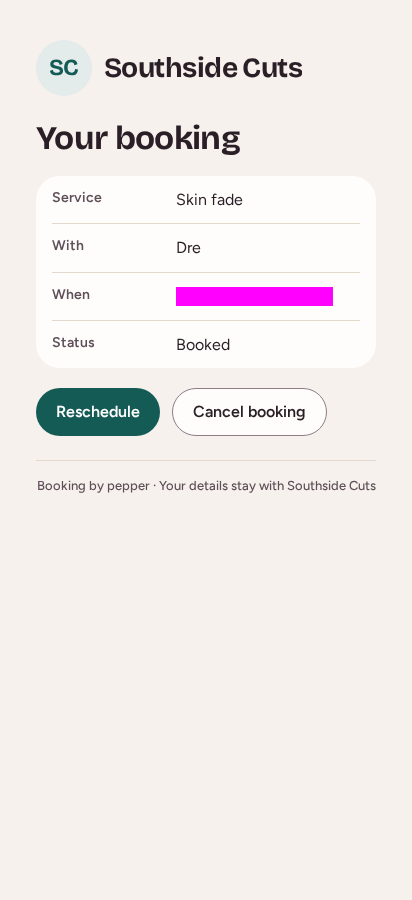 SC
Southside Cuts
Your booking
Service Skin fade
With Dre
When
Status Booked
Reschedule Cancel booking
Booking by pepper · Your details stay with Southside Cuts